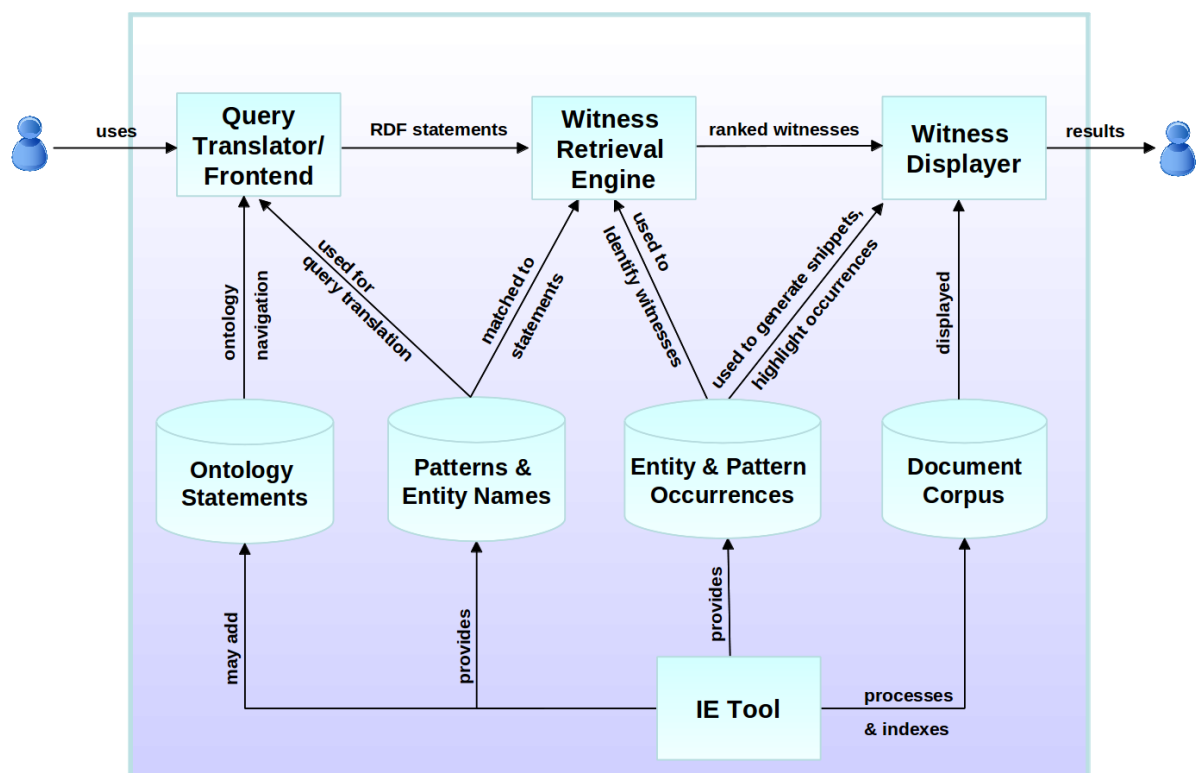 Query
Translator/
Frontend
Witness
Retrieval
Engine
Witness
Displayer
uses
RDF statements
ranked witnesses
results
ontology
navigation
used for
query translation
matched to
statements
used to
Identify witnesses
used to generate snippets,
highlight occurrences
displayed
Ontology
Statements
Patterns &
Entity Names
Entity & Pattern
Occurrences
Document
Corpus
may add
provides
provides
IE Tool
processes
& indexes